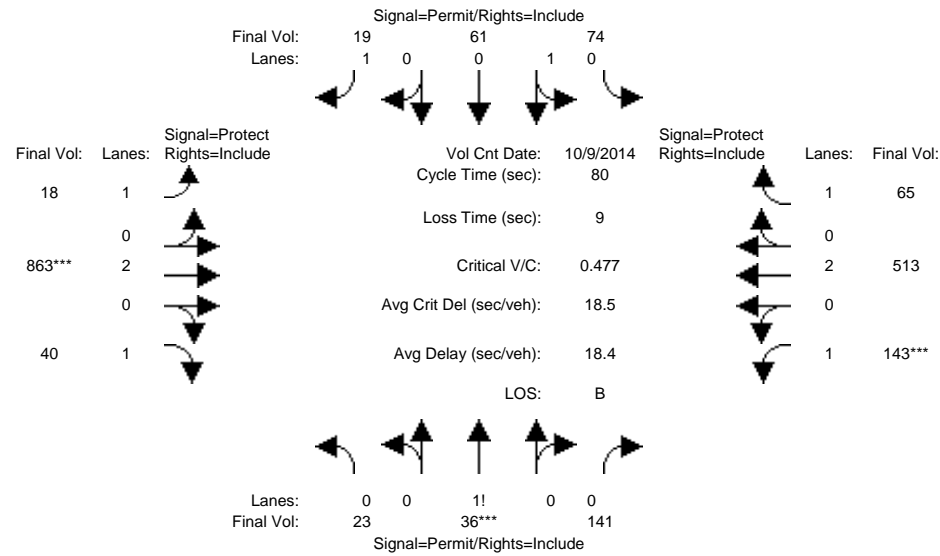 Signal=Permit/Rights=Include
Final Vol: 19 61 74
Lanes: 1 0 0 1 0
Signal=Protect Signal=Protect
Final Vol: Lanes: Rights=Include Vol Cnt Date: 10/9/2014 Rights=Include Lanes: Final Vol:
Cycle Time (sec): 80
18 1 1 65
Loss Time (sec): 9
0 0
863*** 2 Critical V/C: 0.477 2 513
0 Avg Crit Del (sec/veh): 18.5 0
40 1 Avg Delay (sec/veh): 18.4 1 143***
LOS: B
Lanes: 0 0 1! 0 0
Final Vol: 23 36*** 141
Signal=Permit/Rights=Include